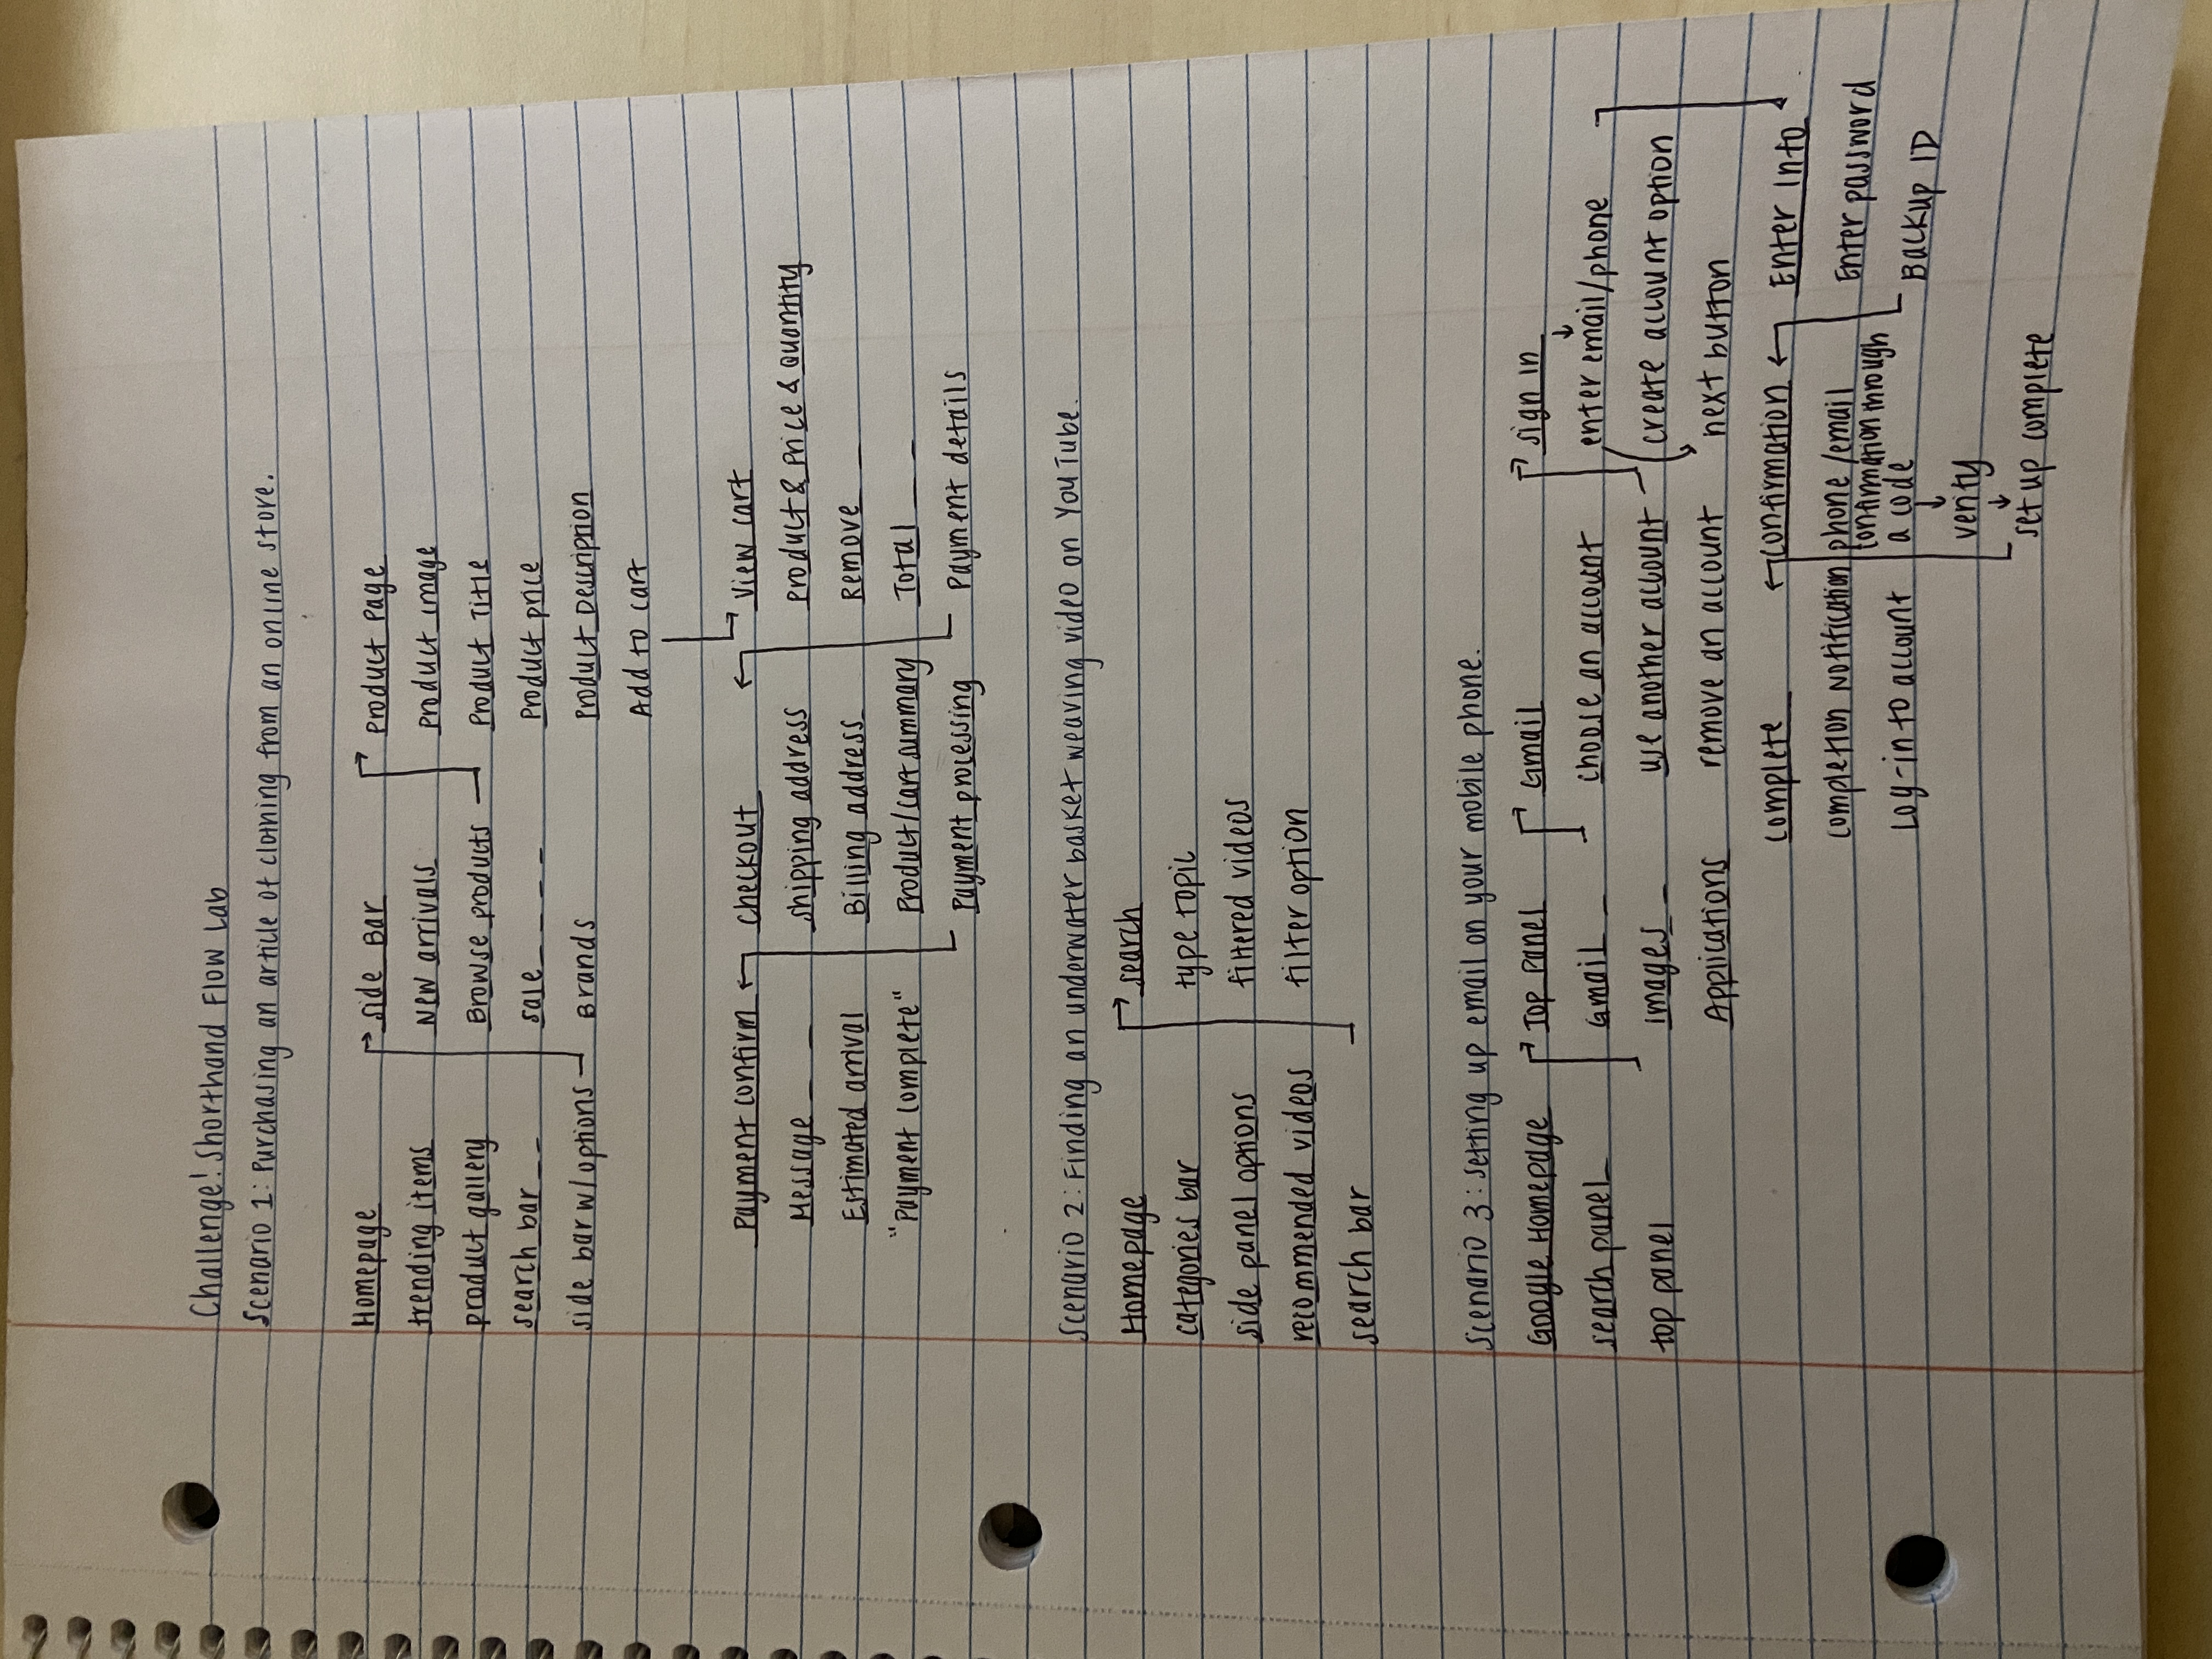 Challenge! Shorthand Flow Lab
Scenario 1: Purchasing an article of clothing from an online store.
Homepage
trending items
product gallery
search bar
side bar w/options
Side Bar
New arrivals
Browse products
sale
Brands
Product Page
Product image
Product Title
Product price
Product Description
Add to cart
View cart
Product & Price & Quantity
Remove
Total
Payment details
Checkout
Shipping address
Billing address
Product/cart summary
Payment processing
Payment confirm
Message
Estimated arrival
"Payment complete"
Scenario 2: Finding an underwater basket weaving video on YouTube.
Homepage
categories bar
side panel options
recommended videos
search bar
search
type topic
filtered videos
filter option
Scenario 3: Setting up email on your mobile phone.
Google Homepage
search panel
top panel
Top Panel
Gmail
Images
Applications
Gmail
choose an account
use another account
remove an account
sign in
enter email/phone
create account option
next button
Enter Info
Enter password
Backup ID
confirmation
phone/email
confirmation through
a code
verify
set up complete
complete
completion Notification
Log-in to account